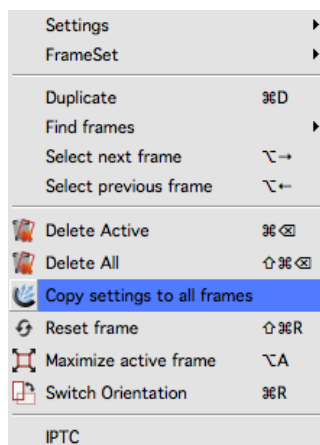 Settings
FrameSet
Duplicate ⌘D
Find frames
Select next frame ⌥→
Select previous frame ⌥←
Delete Active ⌘⌫
Delete All ⇧⌘⌫
Copy settings to all frames
Reset frame ⇧⌘R
Maximize active frame ⌥A
Switch Orientation ⌘R
IPTC